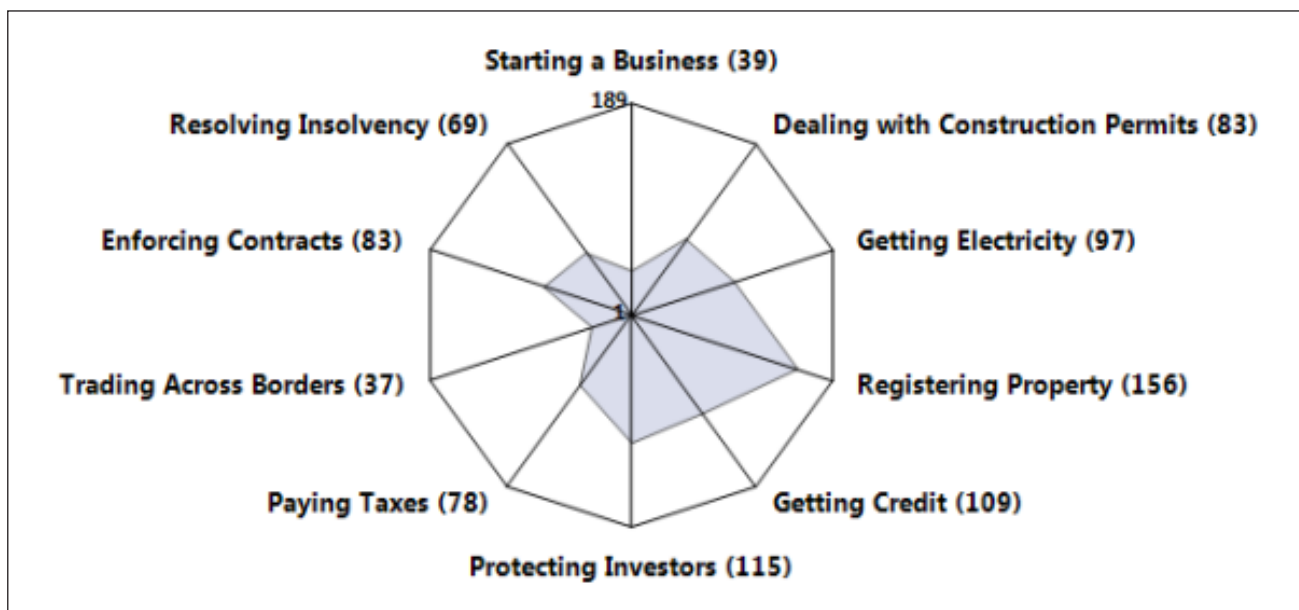 Starting a Business (39)
189
Resolving Insolvency (69)
Dealing with Construction Permits (83)
Enforcing Contracts (83)
Getting Electricity (97)
1
Trading Across Borders (37)
Registering Property (156)
Paying Taxes (78)
Getting Credit (109)
Protecting Investors (115)